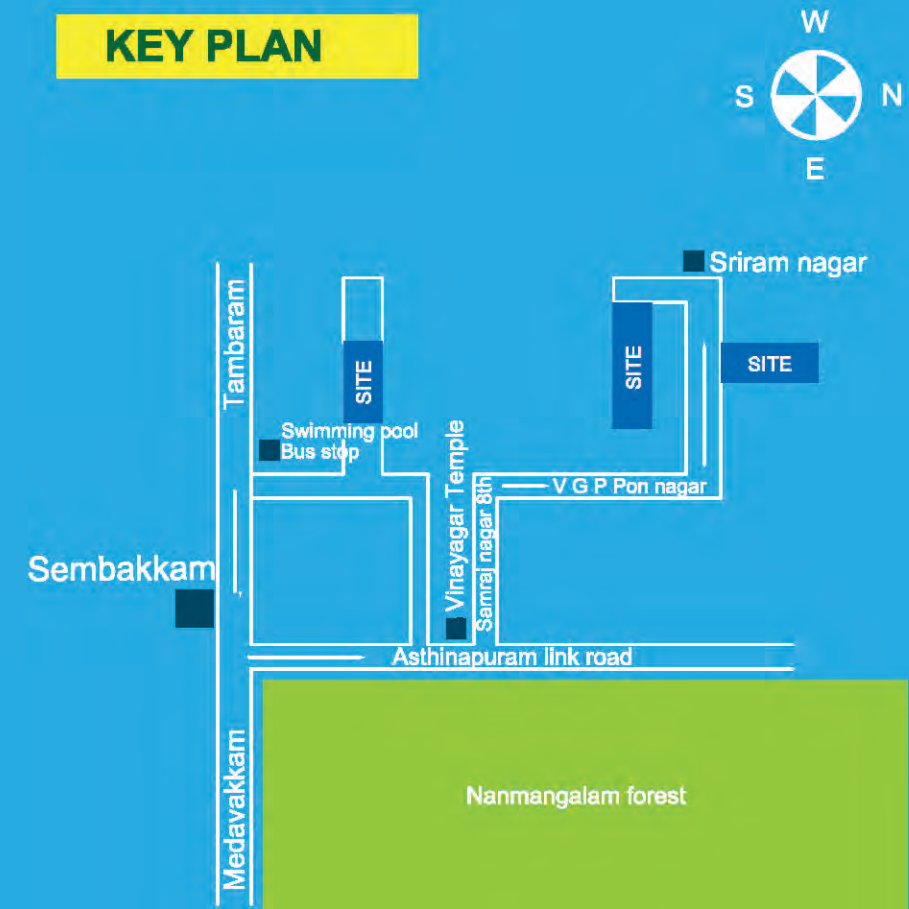 KEY PLAN
W
S
N
E
Sriram nagar
Tambaram
SITE
SITE
SITE
Swimming pool
Bus stop
Vinayagar Temple
Samraj nagar 8th
V G P Pon nagar
Sembakkam
Asthinapuram link road
Medavakkam
Nanmangalam forest